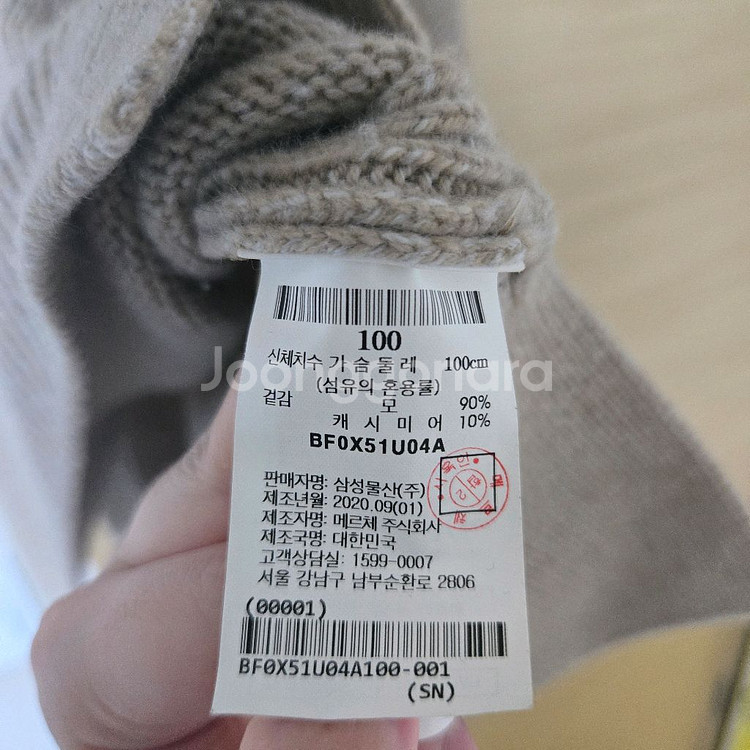 100
신체치수 가 슴 둘 레 100cm
(섬유의 혼용률)
겉감 모 90%
캐 시 미 어 10%
BF0X51U04A
판매자명: 삼성물산(주)
제조년월: 2020.09(01)
제조자명: 메르체 주식회사
제조국명: 대한민국
고객상담실: 1599-0007
서울 강남구 남부순환로 2806
(00001)
BF0X51U04A100-001
(SN)
Joonggonara